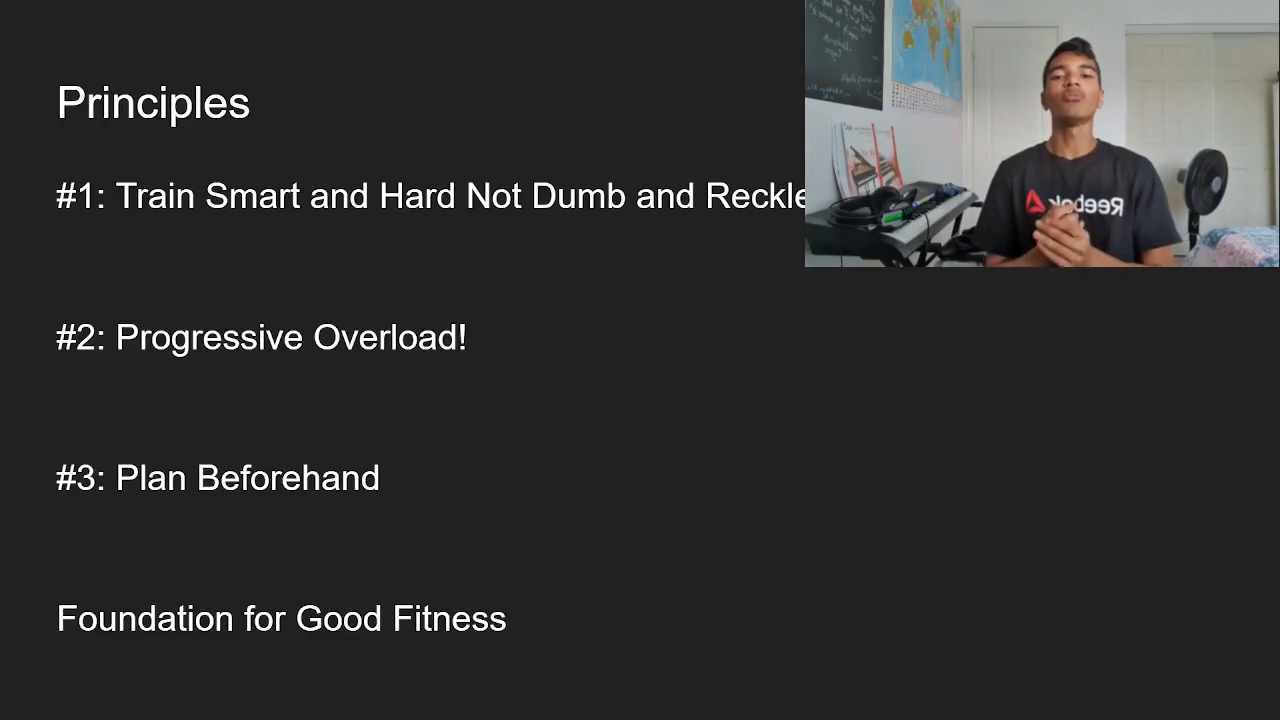 Principles
#1: Train Smart and Hard Not Dumb and Reckle
Reebok
#2: Progressive Overload!
#3: Plan Beforehand
Foundation for Good Fitness